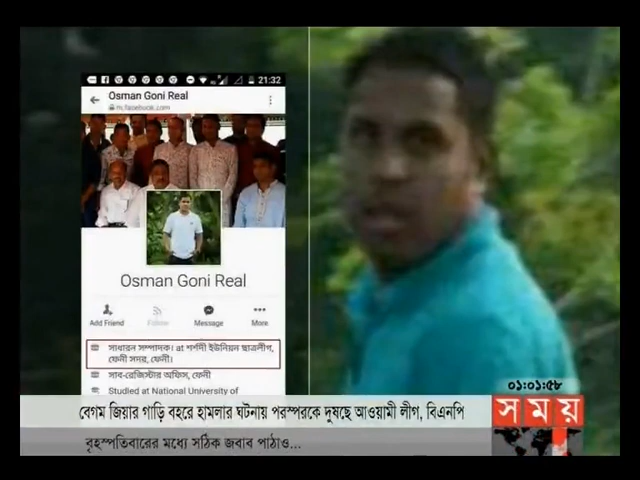 21:32
Osman Goni Real
m.facebook.com
Osman Goni Real
Add Friend
Follow
Message
More
সাধারন সম্পাদক। at শর্শদী ইউনিয়ন ছাত্রলীগ,
ফেনী সদর, ফেনী।
সাব-রেজিস্টার অফিস, ফেনী
Studied at National University of
০১:০১:৫৮
সময়
বেগম জিয়ার গাড়ি বহরে হামলার ঘটনায় পরস্পরকে দুষছে আওয়ামী লীগ, বিএনপি
বৃহস্পতিবারের মধ্যে সঠিক জবাব পাঠাও...